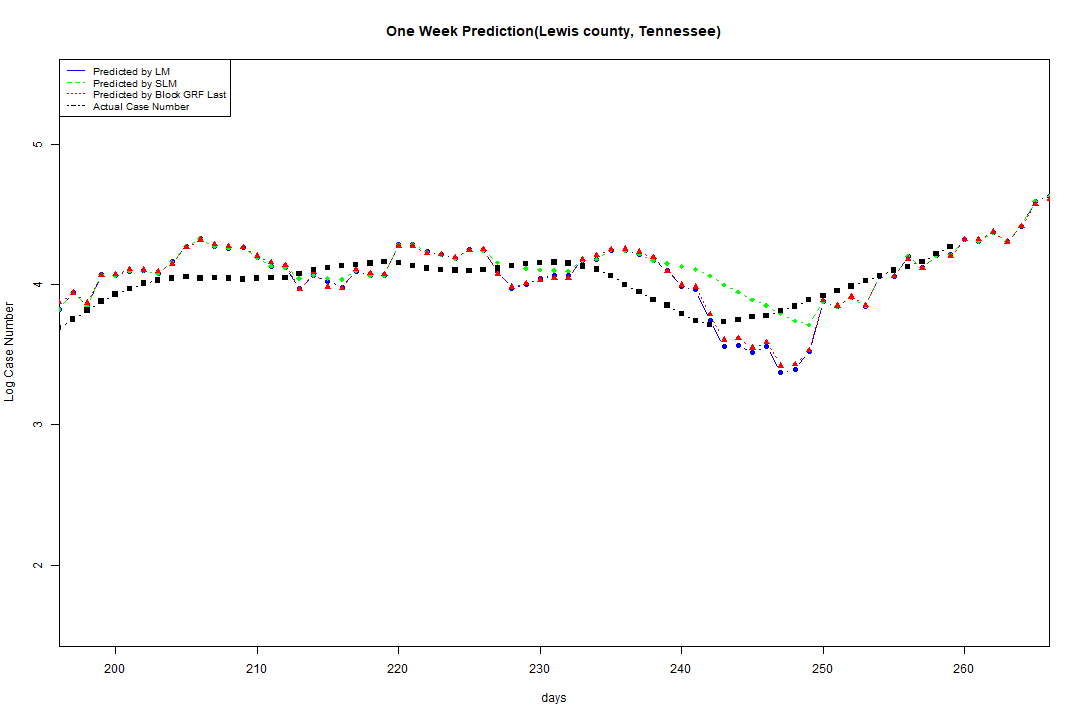 One Week Prediction(Lewis county, Tennessee)
Predicted by LM
Predicted by SLM
Predicted by Block GRF Last
Actual Case Number
5
4
3
2
Log Case Number
200 210 220 230 240 250 260
days